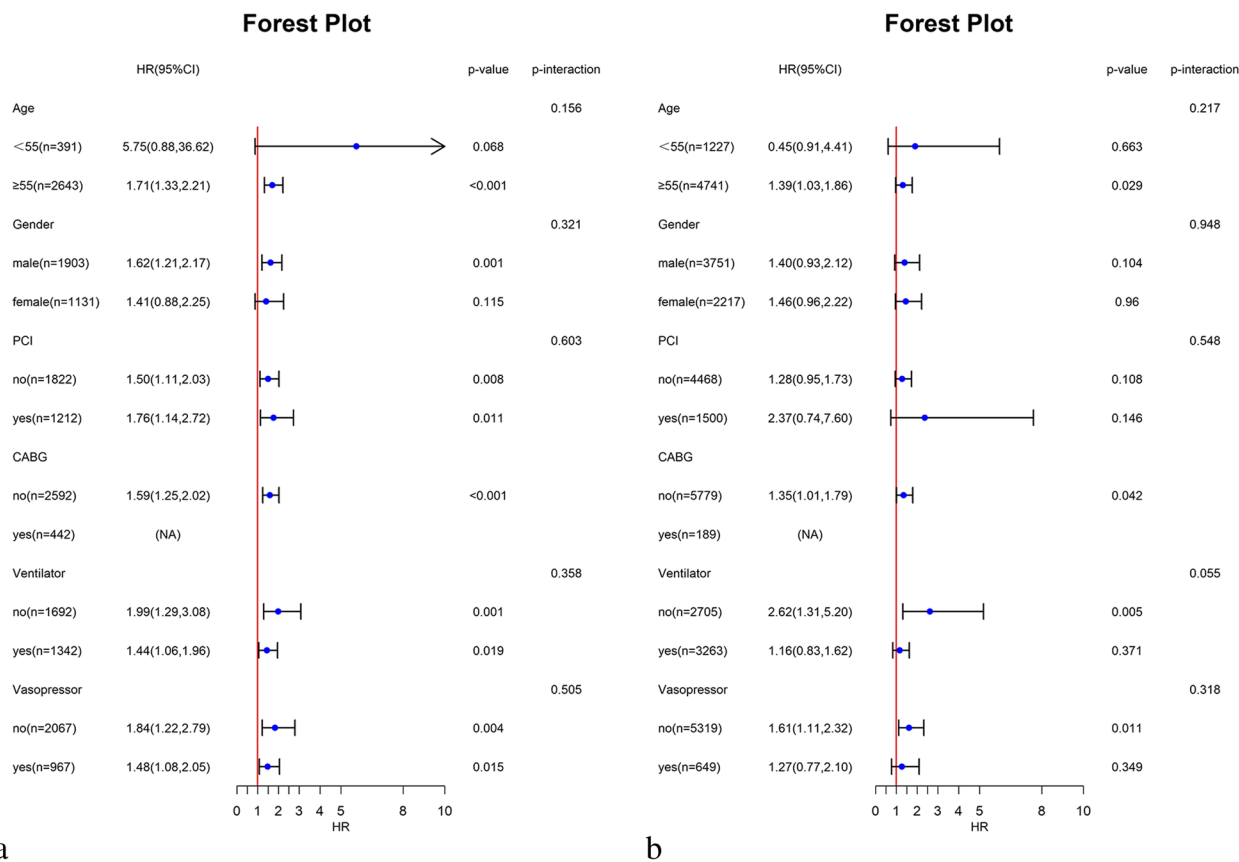 Forest Plot
HR(95%CI) p-value p-interaction
Age 0.156
<55(n=391) 5.75(0.88,36.62) 0.068
≥55(n=2643) 1.71(1.33,2.21) <0.001
Gender 0.321
male(n=1903) 1.62(1.21,2.17) 0.001
female(n=1131) 1.41(0.88,2.25) 0.115
PCI 0.603
no(n=1822) 1.50(1.11,2.03) 0.008
yes(n=1212) 1.76(1.14,2.72) 0.011
CABG
no(n=2592) 1.59(1.25,2.02) <0.001
yes(n=442) (NA)
Ventilator 0.358
no(n=1692) 1.99(1.29,3.08) 0.001
yes(n=1342) 1.44(1.06,1.96) 0.019
Vasopressor 0.505
no(n=2067) 1.84(1.22,2.79) 0.004
yes(n=967) 1.48(1.08,2.05) 0.015
0 1 2 3 4 5 8 10
HR
a
Forest Plot
HR(95%CI) p-value p-interaction
Age 0.217
<55(n=1227) 0.45(0.91,4.41) 0.663
≥55(n=4741) 1.39(1.03,1.86) 0.029
Gender 0.948
male(n=3751) 1.40(0.93,2.12) 0.104
female(n=2217) 1.46(0.96,2.22) 0.96
PCI 0.548
no(n=4468) 1.28(0.95,1.73) 0.108
yes(n=1500) 2.37(0.74,7.60) 0.146
CABG
no(n=5779) 1.35(1.01,1.79) 0.042
yes(n=189) (NA)
Ventilator 0.055
no(n=2705) 2.62(1.31,5.20) 0.005
yes(n=3263) 1.16(0.83,1.62) 0.371
Vasopressor 0.318
no(n=5319) 1.61(1.11,2.32) 0.011
yes(n=649) 1.27(0.77,2.10) 0.349
0 1 2 3 4 5 8 10
HR
b